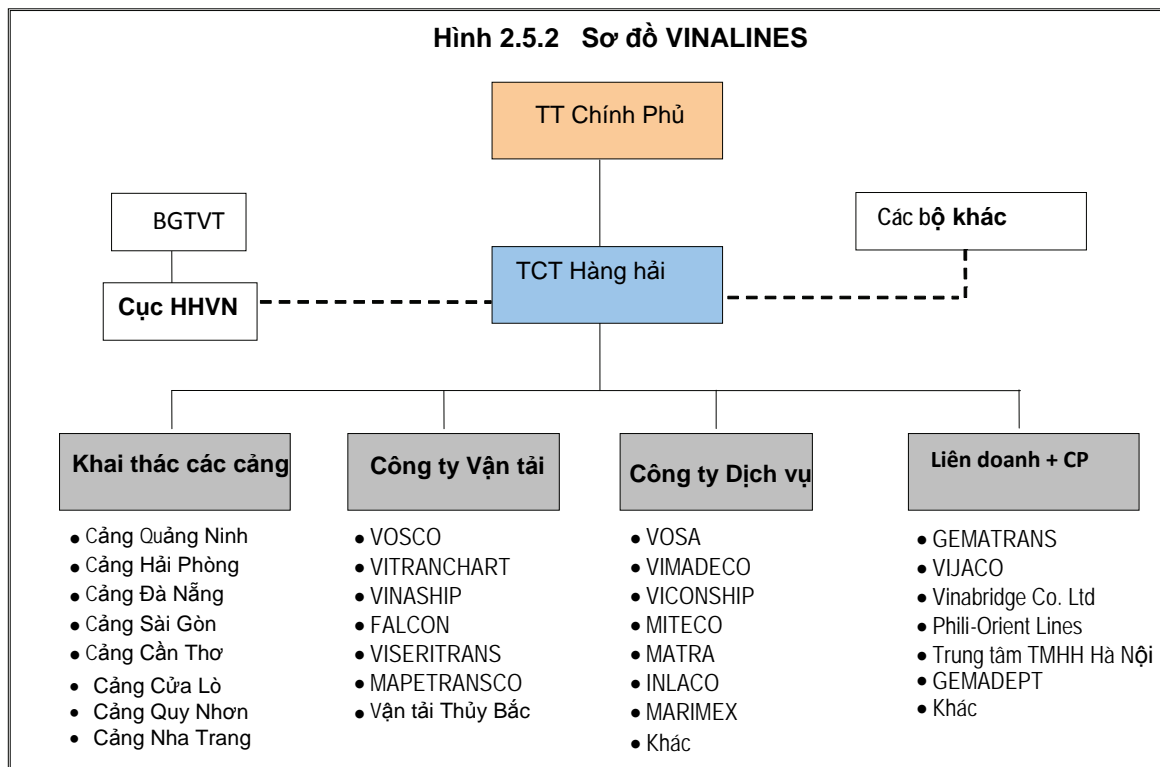 Hình 2.5.2 Sơ đồ VINALINES
TT Chính Phủ
BGTVT
Các bộ khác
TCT Hàng hải
Cục HHVN
Khai thác các cảng
• Cảng Quảng Ninh
• Cảng Hải Phòng
• Cảng Đà Nẵng
• Cảng Sài Gòn
• Cảng Cần Thơ
• Cảng Cửa Lò
• Cảng Quy Nhơn
• Cảng Nha Trang
Công ty Vận tải
• VOSCO
• VITRANCHART
• VINASHIP
• FALCON
• VISERITRANS
• MAPETRANSCO
• Vận tải Thủy Bắc
Công ty Dịch vụ
• VOSA
• VIMADECO
• VICONSHIP
• MITECO
• MATRA
• INLACO
• MARIMEX
• Khác
Liên doanh + CP
• GEMATRANS
• VIJACO
• Vinabridge Co. Ltd
• Phili-Orient Lines
• Trung tâm TMHH Hà Nội
• GEMADEPT
• Khác